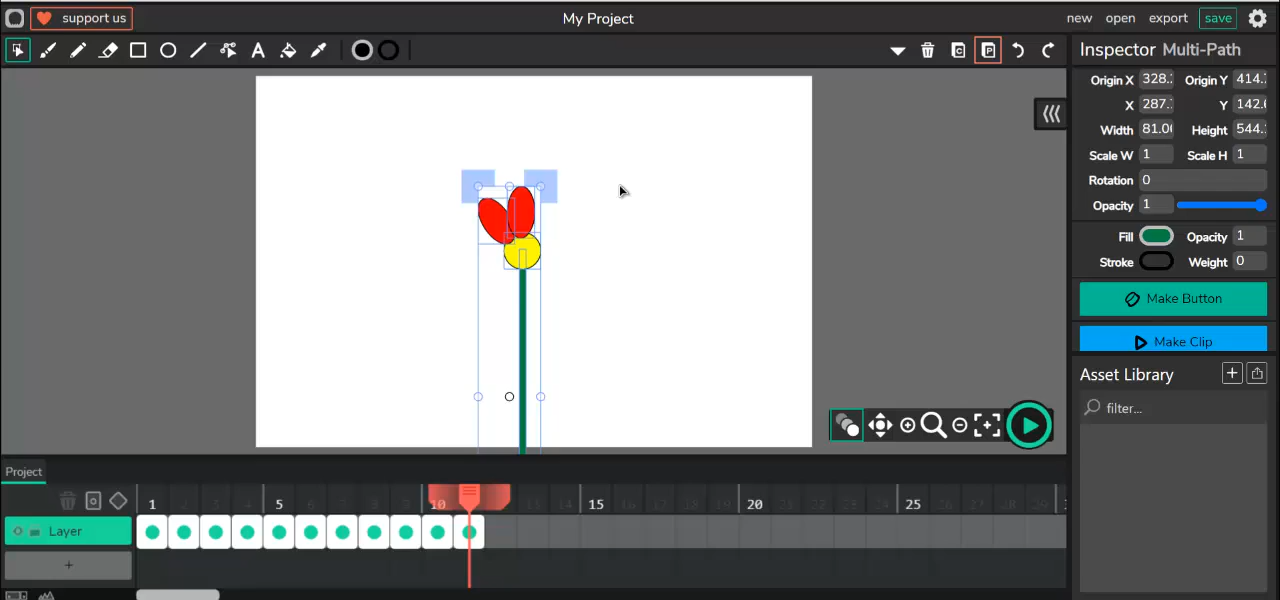 support us
My Project
new open export save
A
C P
Inspector Multi-Path
Origin X 328. Origin Y 414.
X 287. Y 142.
Width 81.0 Height 544.
Scale W 1 Scale H 1
Rotation 0
Opacity 1
Fill Opacity 1
Stroke Weight 0
Make Button
Make Clip
Asset Library
filter...
Project
1 5 10 15 20 25
Layer
+